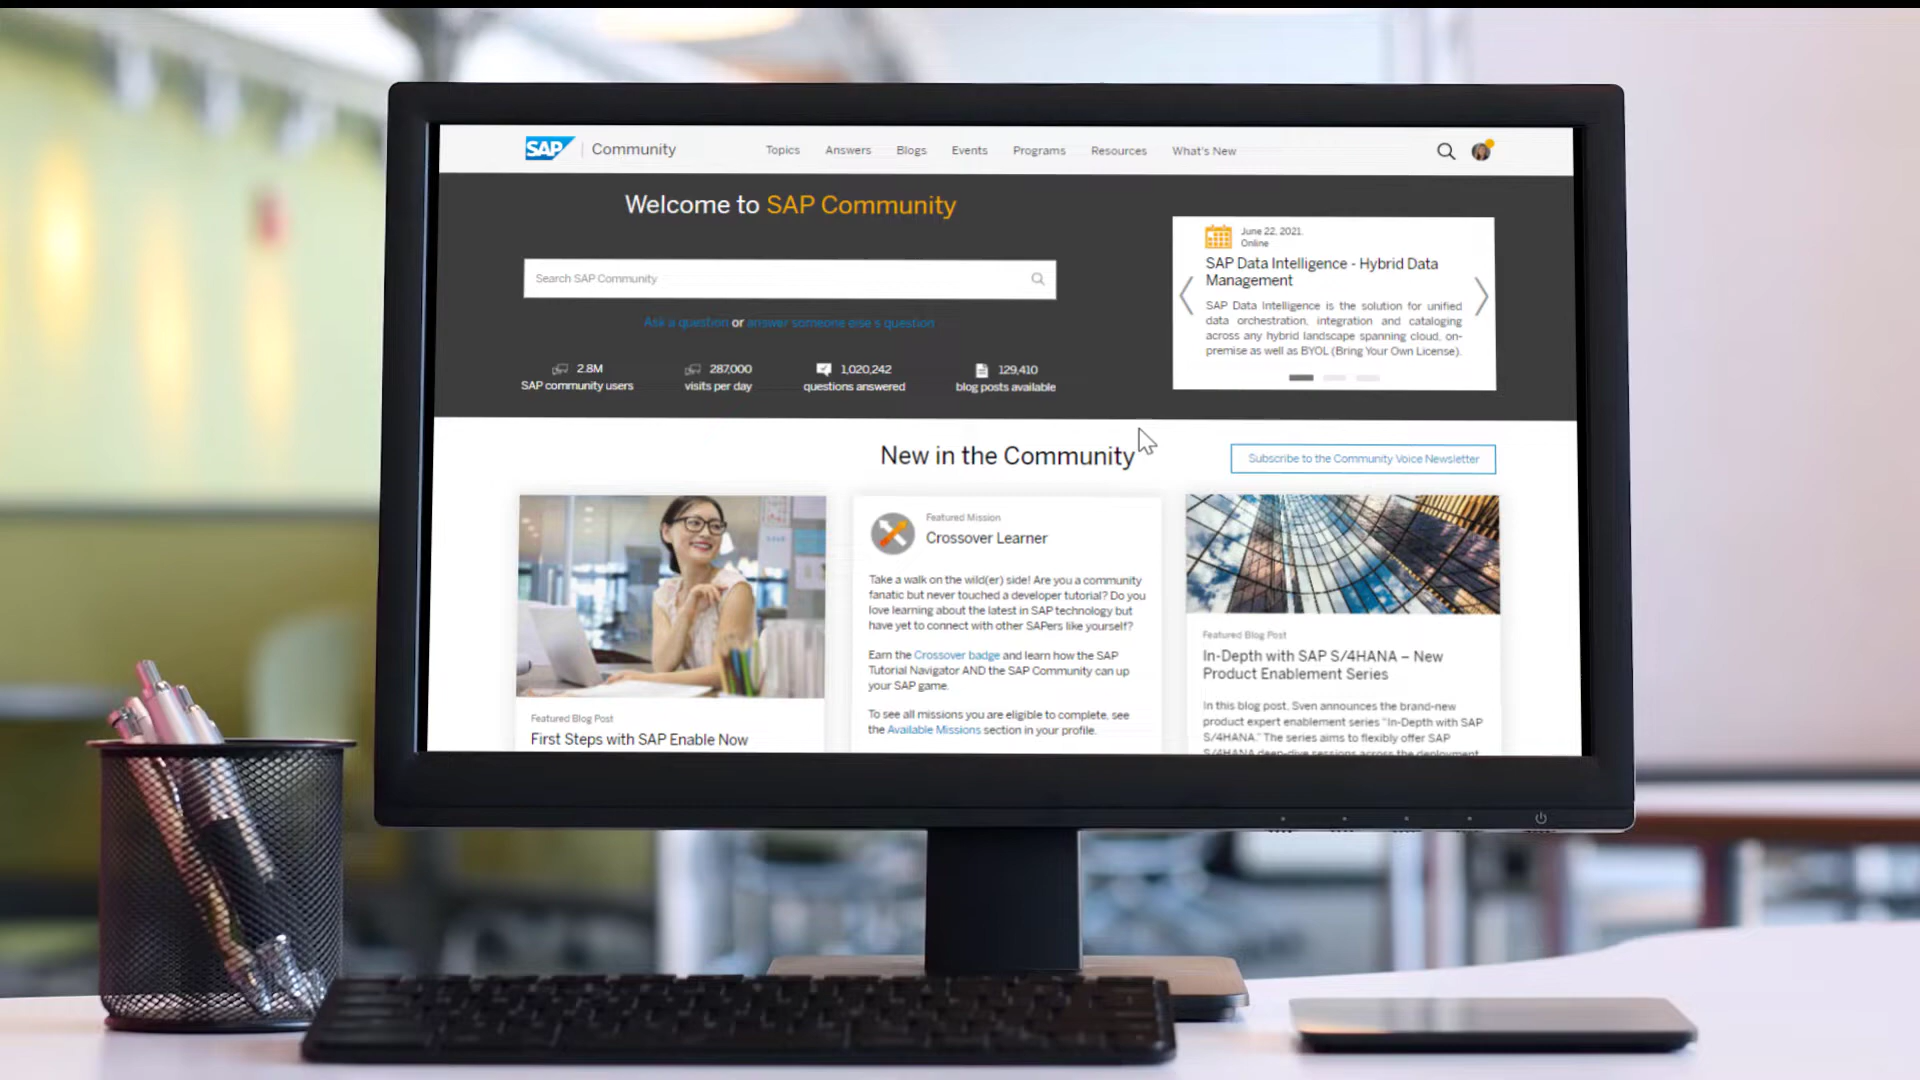 SAP | Community
Topics Answers Blogs Events Programs Resources What's New
Welcome to SAP Community
Search SAP Community
Ask a question or answer someone else's question
2.8M
SAP community users
287,000
visits per day
1,020,242
questions answered
129,410
blog posts available
June 22, 2021.
Online
SAP Data Intelligence - Hybrid Data
Management
SAP Data Intelligence is the solution for unified
data orchestration, integration and cataloging
across any hybrid landscape spanning cloud, on-
premise as well as BYOL (Bring Your Own License).
New in the Community
Subscribe to the Community Voice Newsletter
Featured Blog Post
First Steps with SAP Enable Now
Featured Mission
Crossover Learner
Take a walk on the wild(er) side! Are you a community
fanatic but never touched a developer tutorial? Do you
love learning about the latest in SAP technology but
have yet to connect with other SAPers like yourself?
Earn the Crossover badge and learn how the SAP
Tutorial Navigator AND the SAP Community can up
your SAP game.
To see all missions you are eligible to complete, see
the Available Missions section in your profile.
Featured Blog Post
In-Depth with SAP S/4HANA – New
Product Enablement Series
In this blog post, Sven announces the brand-new
product expert enablement series "In-Depth with SAP
S/4HANA." The series aims to flexibly offer SAP
S/4HANA deep-dive sessions across the deployment